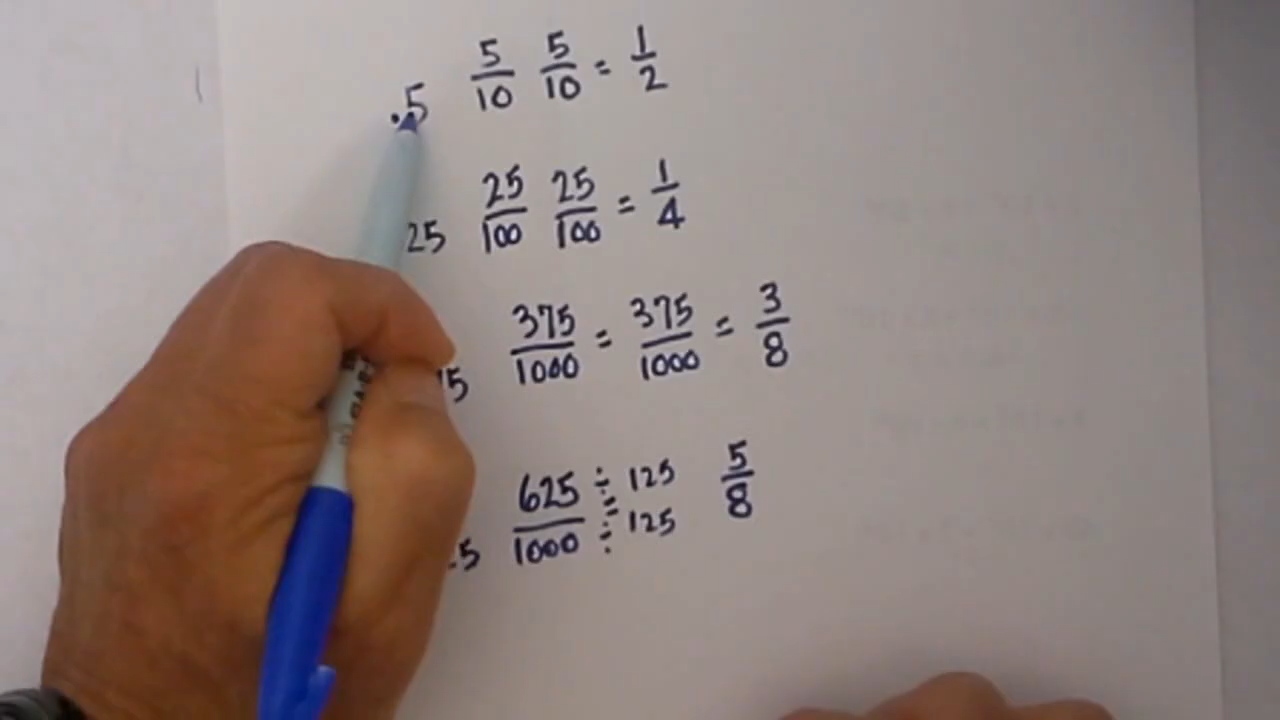 .5 5/10 5/10 = 1/2
25 25/100 25/100 = 1/4
5 375/1000 = 375/1000 = 3/8
5 625/1000 ÷ 125 = ÷ 125 5/8